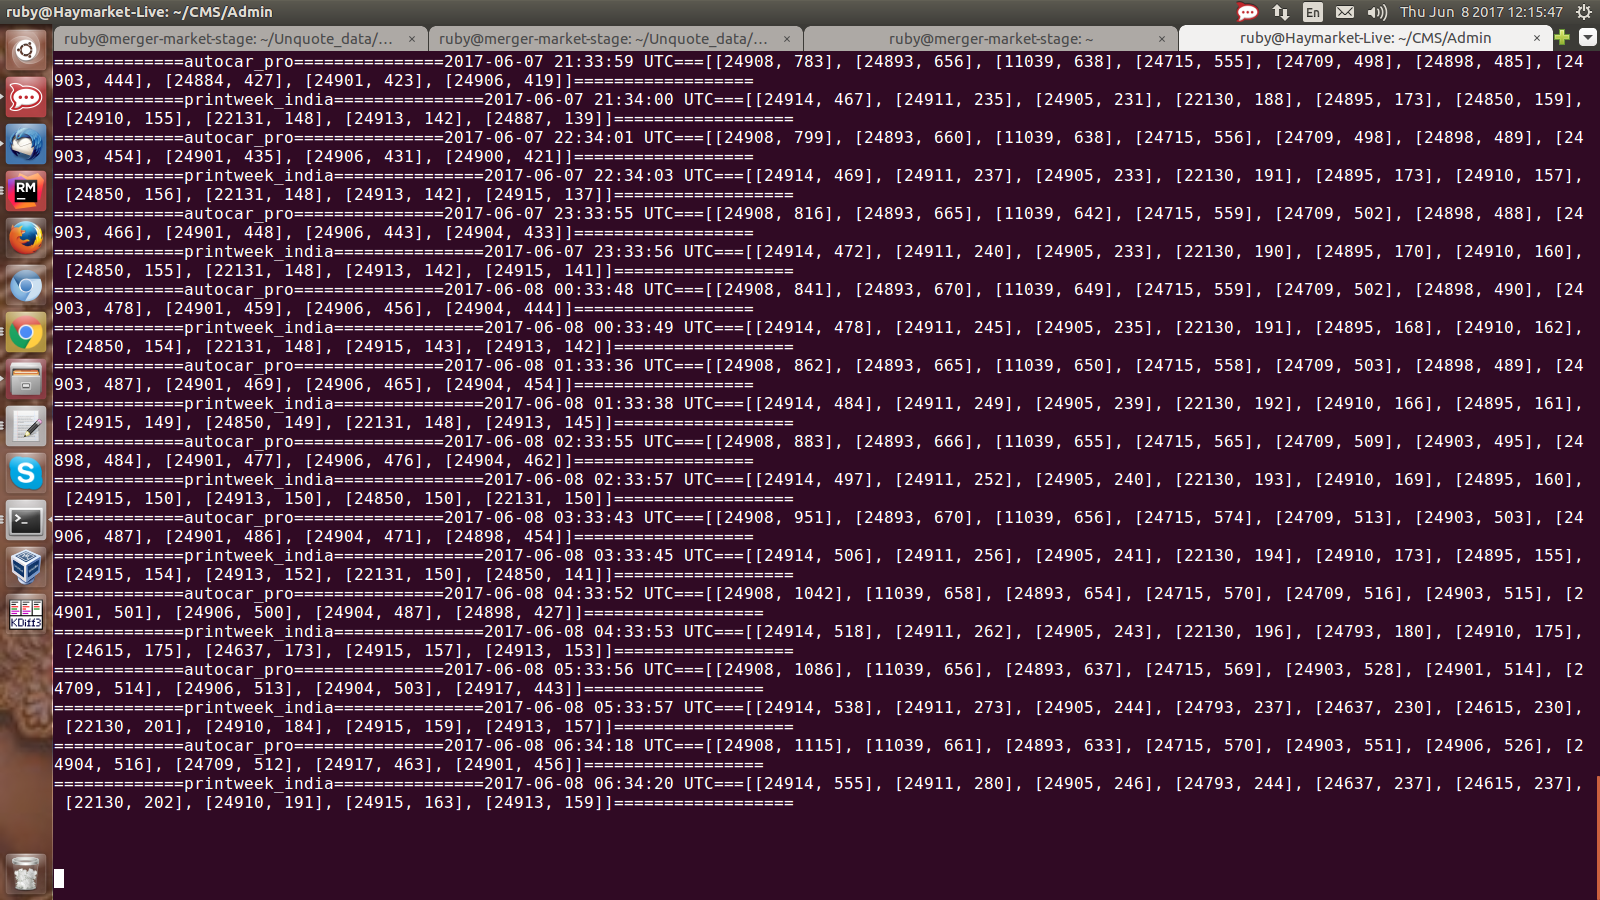 ruby@Haymarket-Live: ~/CMS/Admin
En
Thu Jun 8 2017 12:15:47
ruby@merger-market-stage: ~/Unquote_data/... ×
ruby@merger-market-stage: ~/Unquote_data/... ×
ruby@merger-market-stage: ~ ×
ruby@Haymarket-Live: ~/CMS/Admin ×
=============autocar_pro===============2017-06-07 21:33:59 UTC===[[24908, 783], [24893, 656], [11039, 638], [24715, 555], [24709, 498], [24898, 485], [24
903, 444], [24884, 427], [24901, 423], [24906, 419]]==================
=============printweek_india===============2017-06-07 21:34:00 UTC===[[24914, 467], [24911, 235], [24905, 231], [22130, 188], [24895, 173], [24850, 159],
[24910, 155], [22131, 148], [24913, 142], [24887, 139]]==================
=============autocar_pro===============2017-06-07 22:34:01 UTC===[[24908, 799], [24893, 660], [11039, 638], [24715, 556], [24709, 498], [24898, 489], [24
903, 454], [24901, 435], [24906, 431], [24900, 421]]==================
=============printweek_india===============2017-06-07 22:34:03 UTC===[[24914, 469], [24911, 237], [24905, 233], [22130, 191], [24895, 173], [24910, 157],
[24850, 156], [22131, 148], [24913, 142], [24915, 137]]==================
=============autocar_pro===============2017-06-07 23:33:55 UTC===[[24908, 816], [24893, 665], [11039, 642], [24715, 559], [24709, 502], [24898, 488], [24
903, 466], [24901, 448], [24906, 443], [24904, 433]]==================
=============printweek_india===============2017-06-07 23:33:56 UTC===[[24914, 472], [24911, 240], [24905, 233], [22130, 190], [24895, 170], [24910, 160],
[24850, 155], [22131, 148], [24913, 142], [24915, 141]]==================
=============autocar_pro===============2017-06-08 00:33:48 UTC===[[24908, 841], [24893, 670], [11039, 649], [24715, 559], [24709, 502], [24898, 490], [24
903, 478], [24901, 459], [24906, 456], [24904, 444]]==================
=============printweek_india===============2017-06-08 00:33:49 UTC===[[24914, 478], [24911, 245], [24905, 235], [22130, 191], [24895, 168], [24910, 162],
[24850, 154], [22131, 148], [24915, 143], [24913, 142]]==================
=============autocar_pro===============2017-06-08 01:33:36 UTC===[[24908, 862], [24893, 665], [11039, 650], [24715, 558], [24709, 503], [24898, 489], [24
903, 487], [24901, 469], [24906, 465], [24904, 454]]==================
=============printweek_india===============2017-06-08 01:33:38 UTC===[[24914, 484], [24911, 249], [24905, 239], [22130, 192], [24910, 166], [24895, 161],
[24915, 149], [24850, 149], [22131, 148], [24913, 145]]==================
=============autocar_pro===============2017-06-08 02:33:55 UTC===[[24908, 883], [24893, 666], [11039, 655], [24715, 565], [24709, 509], [24903, 495], [24
898, 484], [24901, 477], [24906, 476], [24904, 462]]==================
=============printweek_india===============2017-06-08 02:33:57 UTC===[[24914, 497], [24911, 252], [24905, 240], [22130, 193], [24910, 169], [24895, 160],
[24915, 150], [24913, 150], [24850, 150], [22131, 150]]==================
=============autocar_pro===============2017-06-08 03:33:43 UTC===[[24908, 951], [24893, 670], [11039, 656], [24715, 574], [24709, 513], [24903, 503], [24
906, 487], [24901, 486], [24904, 471], [24898, 454]]==================
=============printweek_india===============2017-06-08 03:33:45 UTC===[[24914, 506], [24911, 256], [24905, 241], [22130, 194], [24910, 173], [24895, 155],
[24915, 154], [24913, 152], [22131, 150], [24850, 141]]==================
=============autocar_pro===============2017-06-08 04:33:52 UTC===[[24908, 1042], [11039, 658], [24893, 654], [24715, 570], [24709, 516], [24903, 515], [2
4901, 501], [24906, 500], [24904, 487], [24898, 427]]==================
=============printweek_india===============2017-06-08 04:33:53 UTC===[[24914, 518], [24911, 262], [24905, 243], [22130, 196], [24793, 180], [24910, 175],
[24615, 175], [24637, 173], [24915, 157], [24913, 153]]==================
=============autocar_pro===============2017-06-08 05:33:56 UTC===[[24908, 1086], [11039, 656], [24893, 637], [24715, 569], [24903, 528], [24901, 514], [2
4709, 514], [24906, 513], [24904, 503], [24917, 443]]==================
=============printweek_india===============2017-06-08 05:33:57 UTC===[[24914, 538], [24911, 273], [24905, 244], [24793, 237], [24637, 230], [24615, 230],
[22130, 201], [24910, 184], [24915, 159], [24913, 157]]==================
=============autocar_pro===============2017-06-08 06:34:18 UTC===[[24908, 1115], [11039, 661], [24893, 633], [24715, 570], [24903, 551], [24906, 526], [2
4904, 516], [24709, 512], [24917, 463], [24901, 456]]==================
=============printweek_india===============2017-06-08 06:34:20 UTC===[[24914, 555], [24911, 280], [24905, 246], [24793, 244], [24637, 237], [24615, 237],
[22130, 202], [24910, 191], [24915, 163], [24913, 159]]==================
RM
S
>_
KDiff3